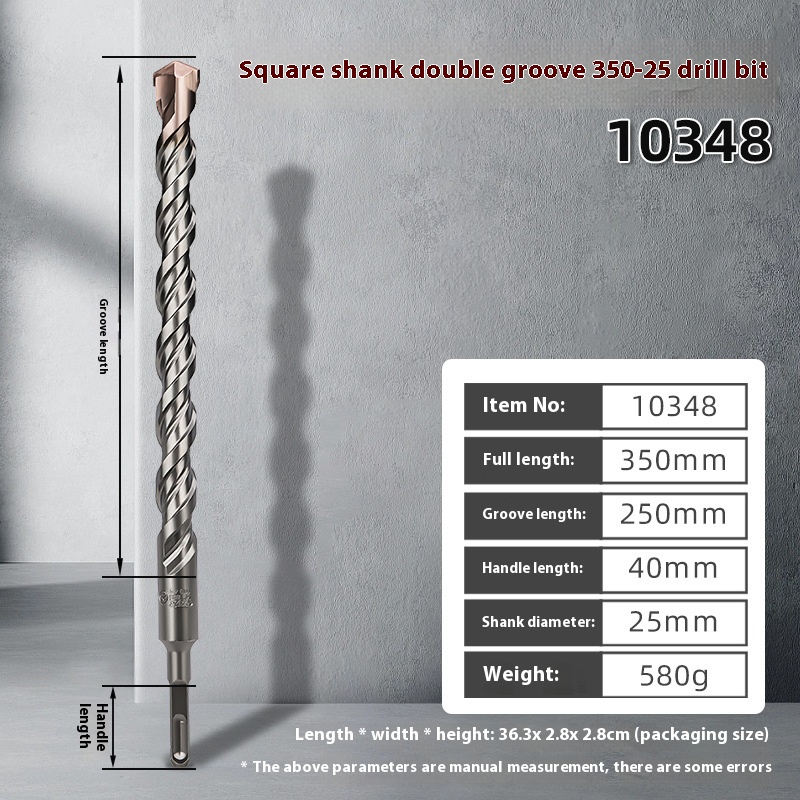 Square shank double groove 350-25 drill bit
10348
Groove length
Item No: 10348
Full length: 350mm
Groove length: 250mm
Handle length: 40mm
Shank diameter: 25mm
Weight: 580g
Handle
length
Length * width * height: 36.3x 2.8x 2.8cm (packaging size)
* The above parameters are manual measurement, there are some errors